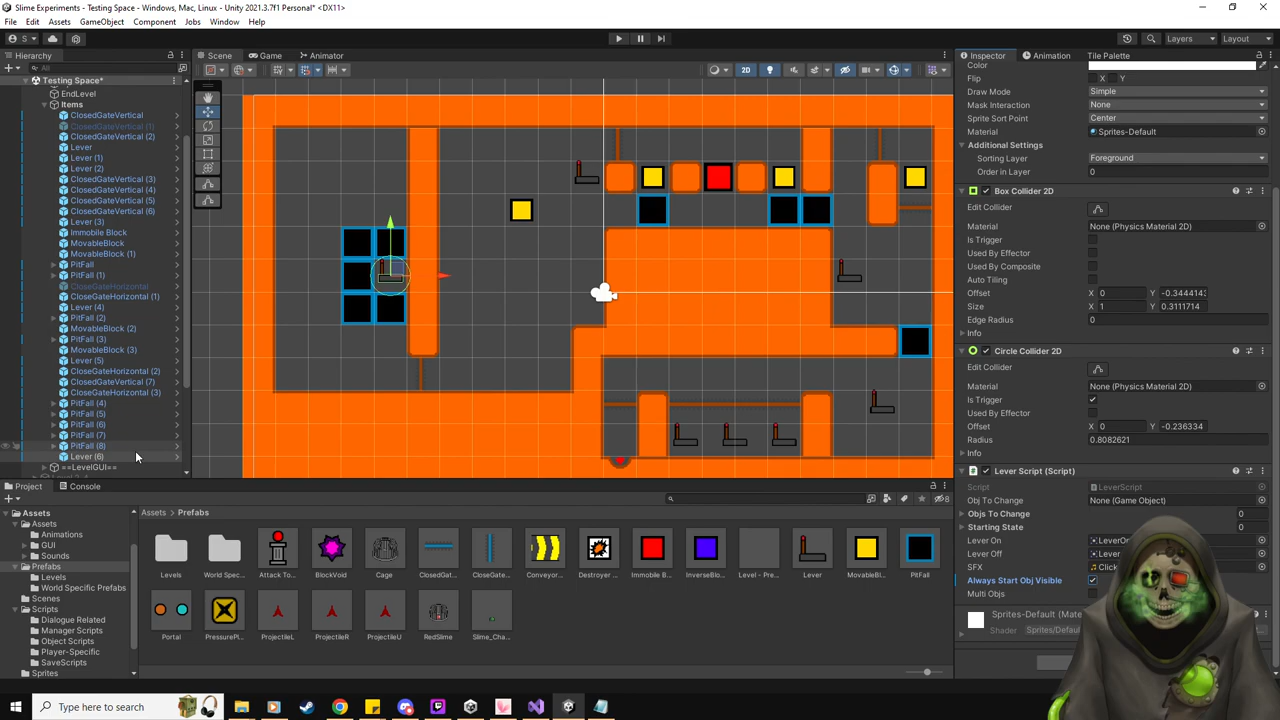 Slime Experiments - Testing Space - Windows, Mac, Linux - Unity 2021.3.7f1 Personal* <DX11>
File Edit Assets GameObject Component Jobs Window Help
S
Layers
Layout
Hierarchy
All
Testing Space*
EndLevel
Items
ClosedGateVertical
ClosedGateVertical (1)
ClosedGateVertical (2)
Lever
Lever (1)
Lever (2)
ClosedGateVertical (3)
ClosedGateVertical (4)
ClosedGateVertical (5)
ClosedGateVertical (6)
Lever (3)
Immobile Block
MovableBlock
MovableBlock (1)
PitFall
PitFall (1)
CloseGateHorizontal
CloseGateHorizontal (1)
Lever (4)
PitFall (2)
MovableBlock (2)
PitFall (3)
MovableBlock (3)
Lever (5)
CloseGateHorizontal (2)
ClosedGateVertical (7)
CloseGateHorizontal (3)
PitFall (4)
PitFall (5)
PitFall (6)
PitFall (7)
PitFall (8)
Lever (6)
==LevelGUI==
Scene Game Animator
2D
Inspector Animation Tile Palette
Color
Flip X Y
Draw Mode Simple
Mask Interaction None
Sprite Sort Point Center
Material Sprites-Default
Additional Settings
Sorting Layer Foreground
Order in Layer 0
Box Collider 2D
Edit Collider
Material None (Physics Material 2D)
Is Trigger
Used By Effector
Used By Composite
Auto Tiling
Offset X 0 Y -0.3444143
Size X 1 Y 0.3111714
Edge Radius 0
Info
Circle Collider 2D
Edit Collider
Material None (Physics Material 2D)
Is Trigger
Used By Effector
Offset X 0 Y -0.236334
Radius 0.8082621
Info
Lever Script (Script)
Script LeverScript
Obj To Change None (Game Object)
Objs To Change 0
Starting State 0
Lever On LeverOn
Lever Off Lever
SFX Click
Always Start Obj Visible
Multi Objs
Sprites-Default (Mate
Shader Sprites/Default
Project Console
8
Assets
Assets
Animations
GUI
Sounds
Prefabs
Levels
World Specific Prefabs
Scenes
Scripts
Dialogue Related
Manager Scripts
Object Scripts
Player-Specific
SaveScripts
Sprites
Assets > Prefabs
Levels World Spec... Attack To... BlockVoid Cage ClosedGat... CloseGate... Conveyor... Destroyer ... Immobile B... InverseBlo... Level - Pre... Lever MovableBl... PitFall
Portal PressurePl... ProjectileL ProjectileR ProjectileU RedSlime Slime_Cha...
Type here to search